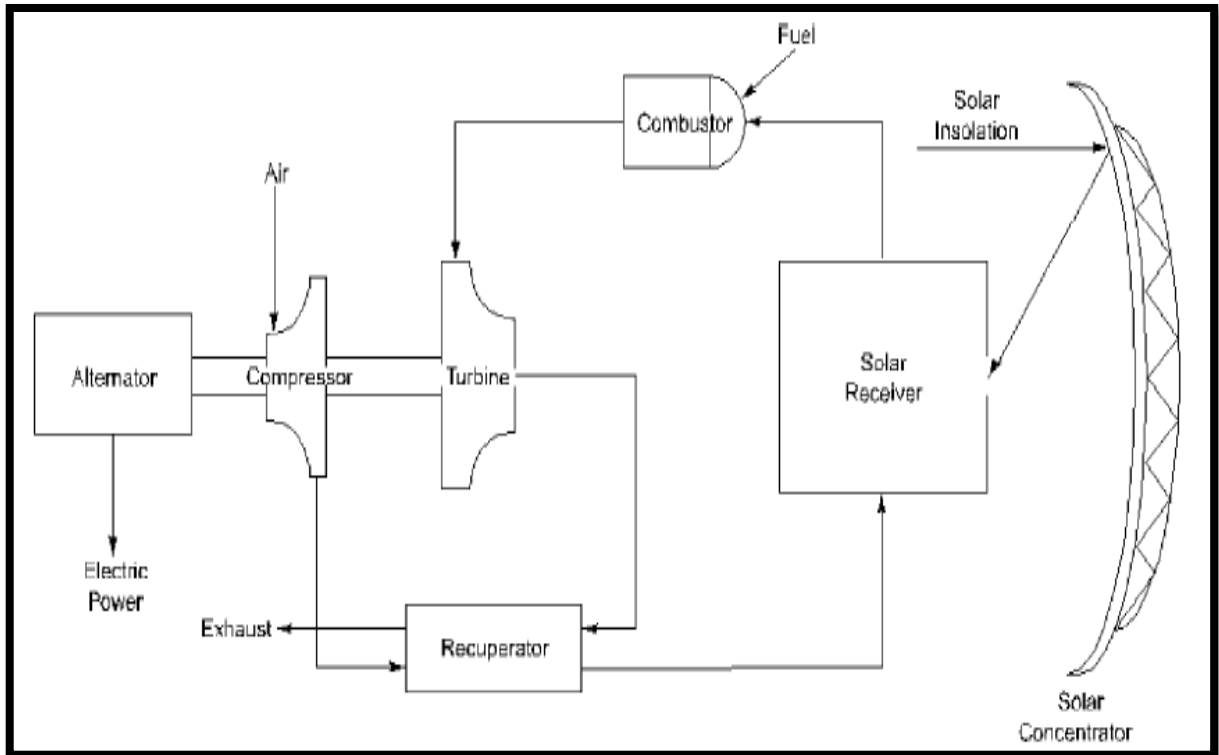 Fuel
Combustor
Solar
Insolation
Air
Alternator
Compressor
Turbine
Solar
Receiver
Electric
Power
Exhaust
Recuperator
Solar
Concentrator